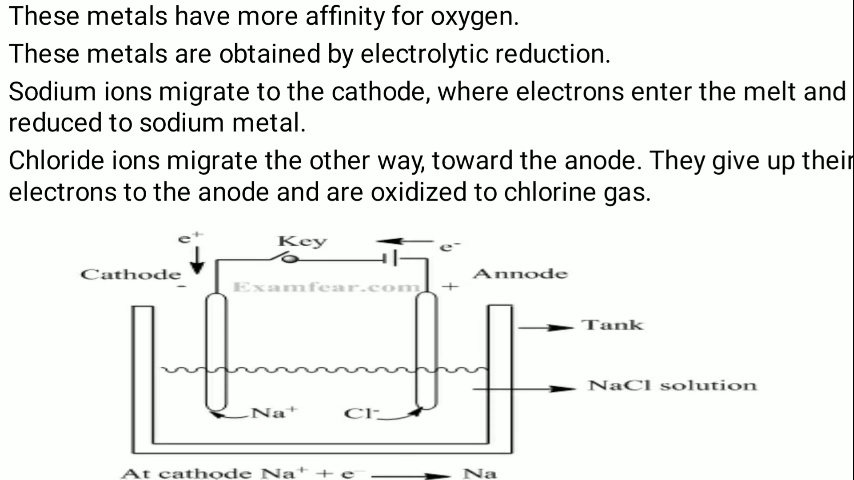 These metals have more affinity for oxygen.
These metals are obtained by electrolytic reduction.
Sodium ions migrate to the cathode, where electrons enter the melt and
reduced to sodium metal.
Chloride ions migrate the other way, toward the anode. They give up their
electrons to the anode and are oxidized to chlorine gas.
e⁺ Key e⁻
Cathode Annode
- Examfear.com +
Tank
NaCl solution
Na⁺ Cl⁻
At cathode Na⁺ + e⁻ ⟶ Na